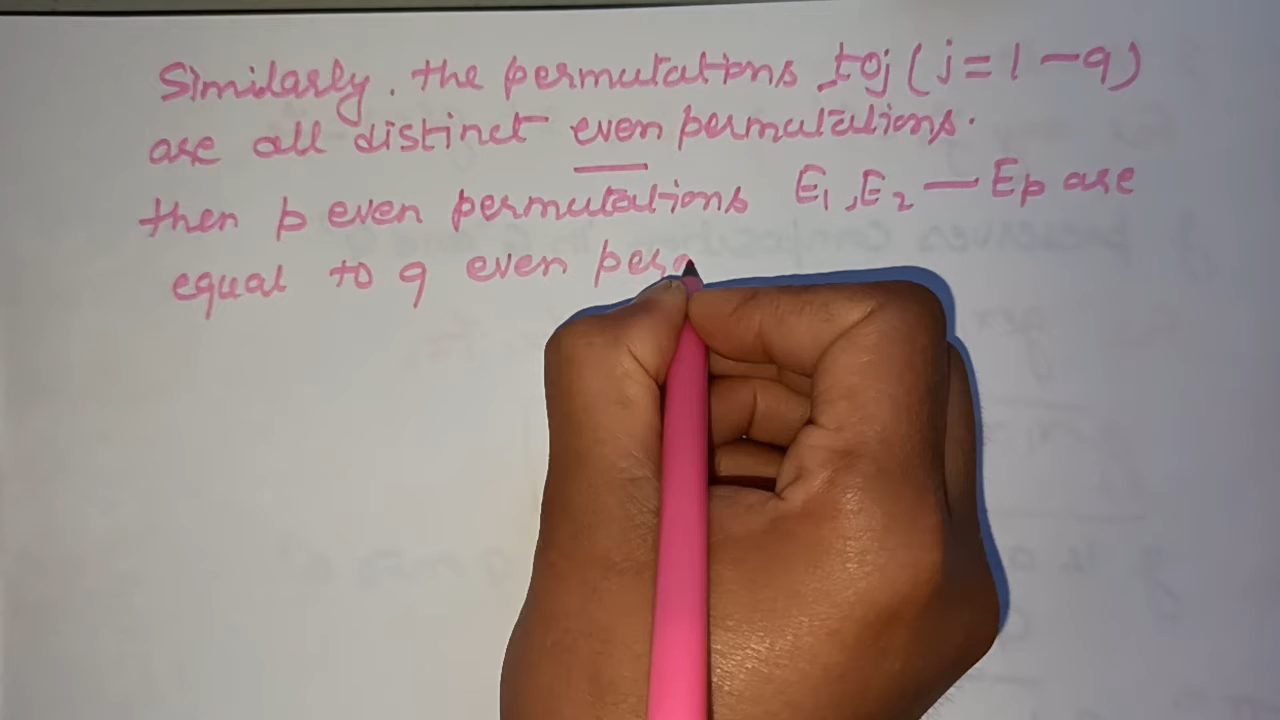 Similarly. the permutations toj (j = 1 — q)
are all distinct even permutations.
then p even permutations E1, E2 — Ep are
equal to q even per